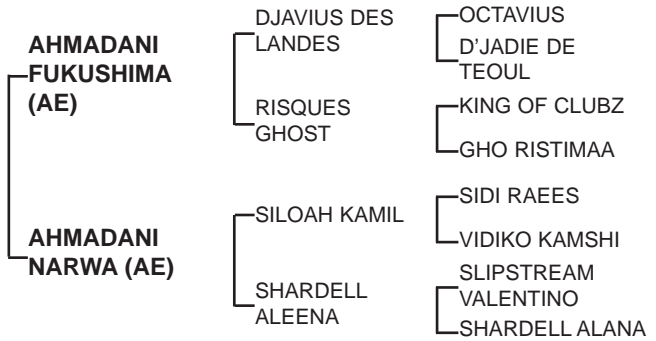 AHMADANI
FUKUSHIMA
(AE)
DJAVIUS DES
LANDES
OCTAVIUS
D'JADIE DE
TEOUL
RISQUES
GHOST
KING OF CLUBZ
GHO RISTIMAA
AHMADANI
NARWA (AE)
SILOAH KAMIL
SIDI RAEES
VIDIKO KAMSHI
SHARDELL
ALEENA
SLIPSTREAM
VALENTINO
SHARDELL ALANA